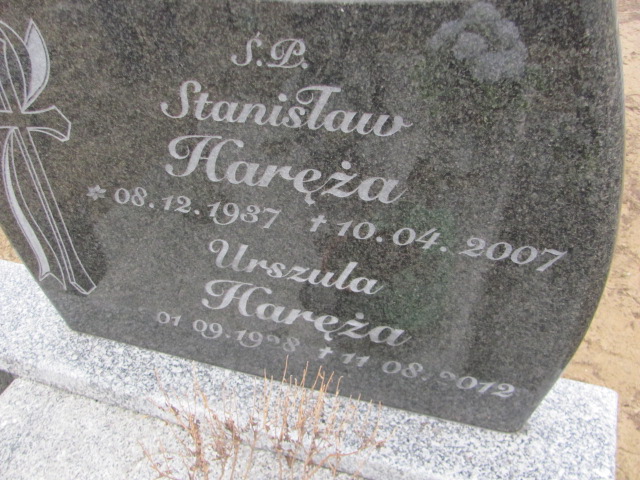 Ś.P.
Stanisław
Haręża
* 08.12.1937 † 10.04.2007
Urszula
Haręża
01 09.1938 † 11 08.2012